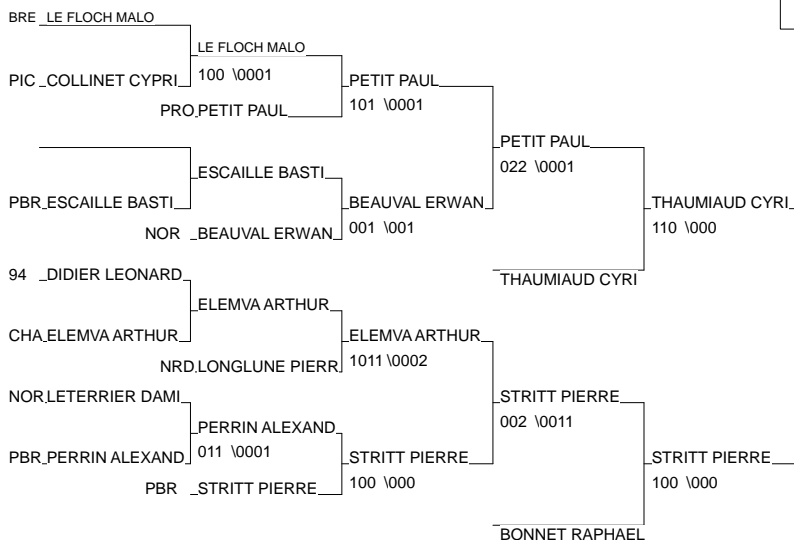 BRE LE FLOCH MALO
LE FLOCH MALO
100 \0001
PIC COLLINET CYPRI
PETIT PAUL
101 \0001
PRO PETIT PAUL
PETIT PAUL
022 \0001
ESCAILLE BASTI
PBR ESCAILLE BASTI
BEAUVAL ERWAN
001 \001
NOR BEAUVAL ERWAN
THAUMIAUD CYRI
110 \000
THAUMIAUD CYRI
94 DIDIER LEONARD
ELEMVA ARTHUR
CHA ELEMVA ARTHUR
ELEMVA ARTHUR
1011 \0002
NRD LONGLUNE PIERR
NOR LETERRIER DAMI
STRITT PIERRE
002 \0011
PERRIN ALEXAND
011 \0001
PBR PERRIN ALEXAND
STRITT PIERRE
100 \000
STRITT PIERRE
100 \000
PBR STRITT PIERRE
BONNET RAPHAEL